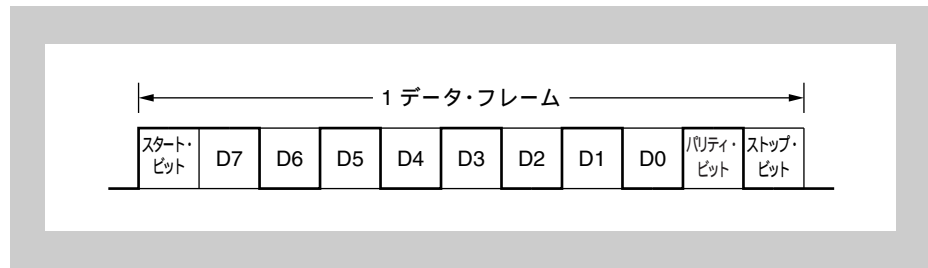 1 データ・フレーム
スタート・
ビット
D7
D6
D5
D4
D3
D2
D1
D0
パリティ・
ビット
ストップ・
ビット